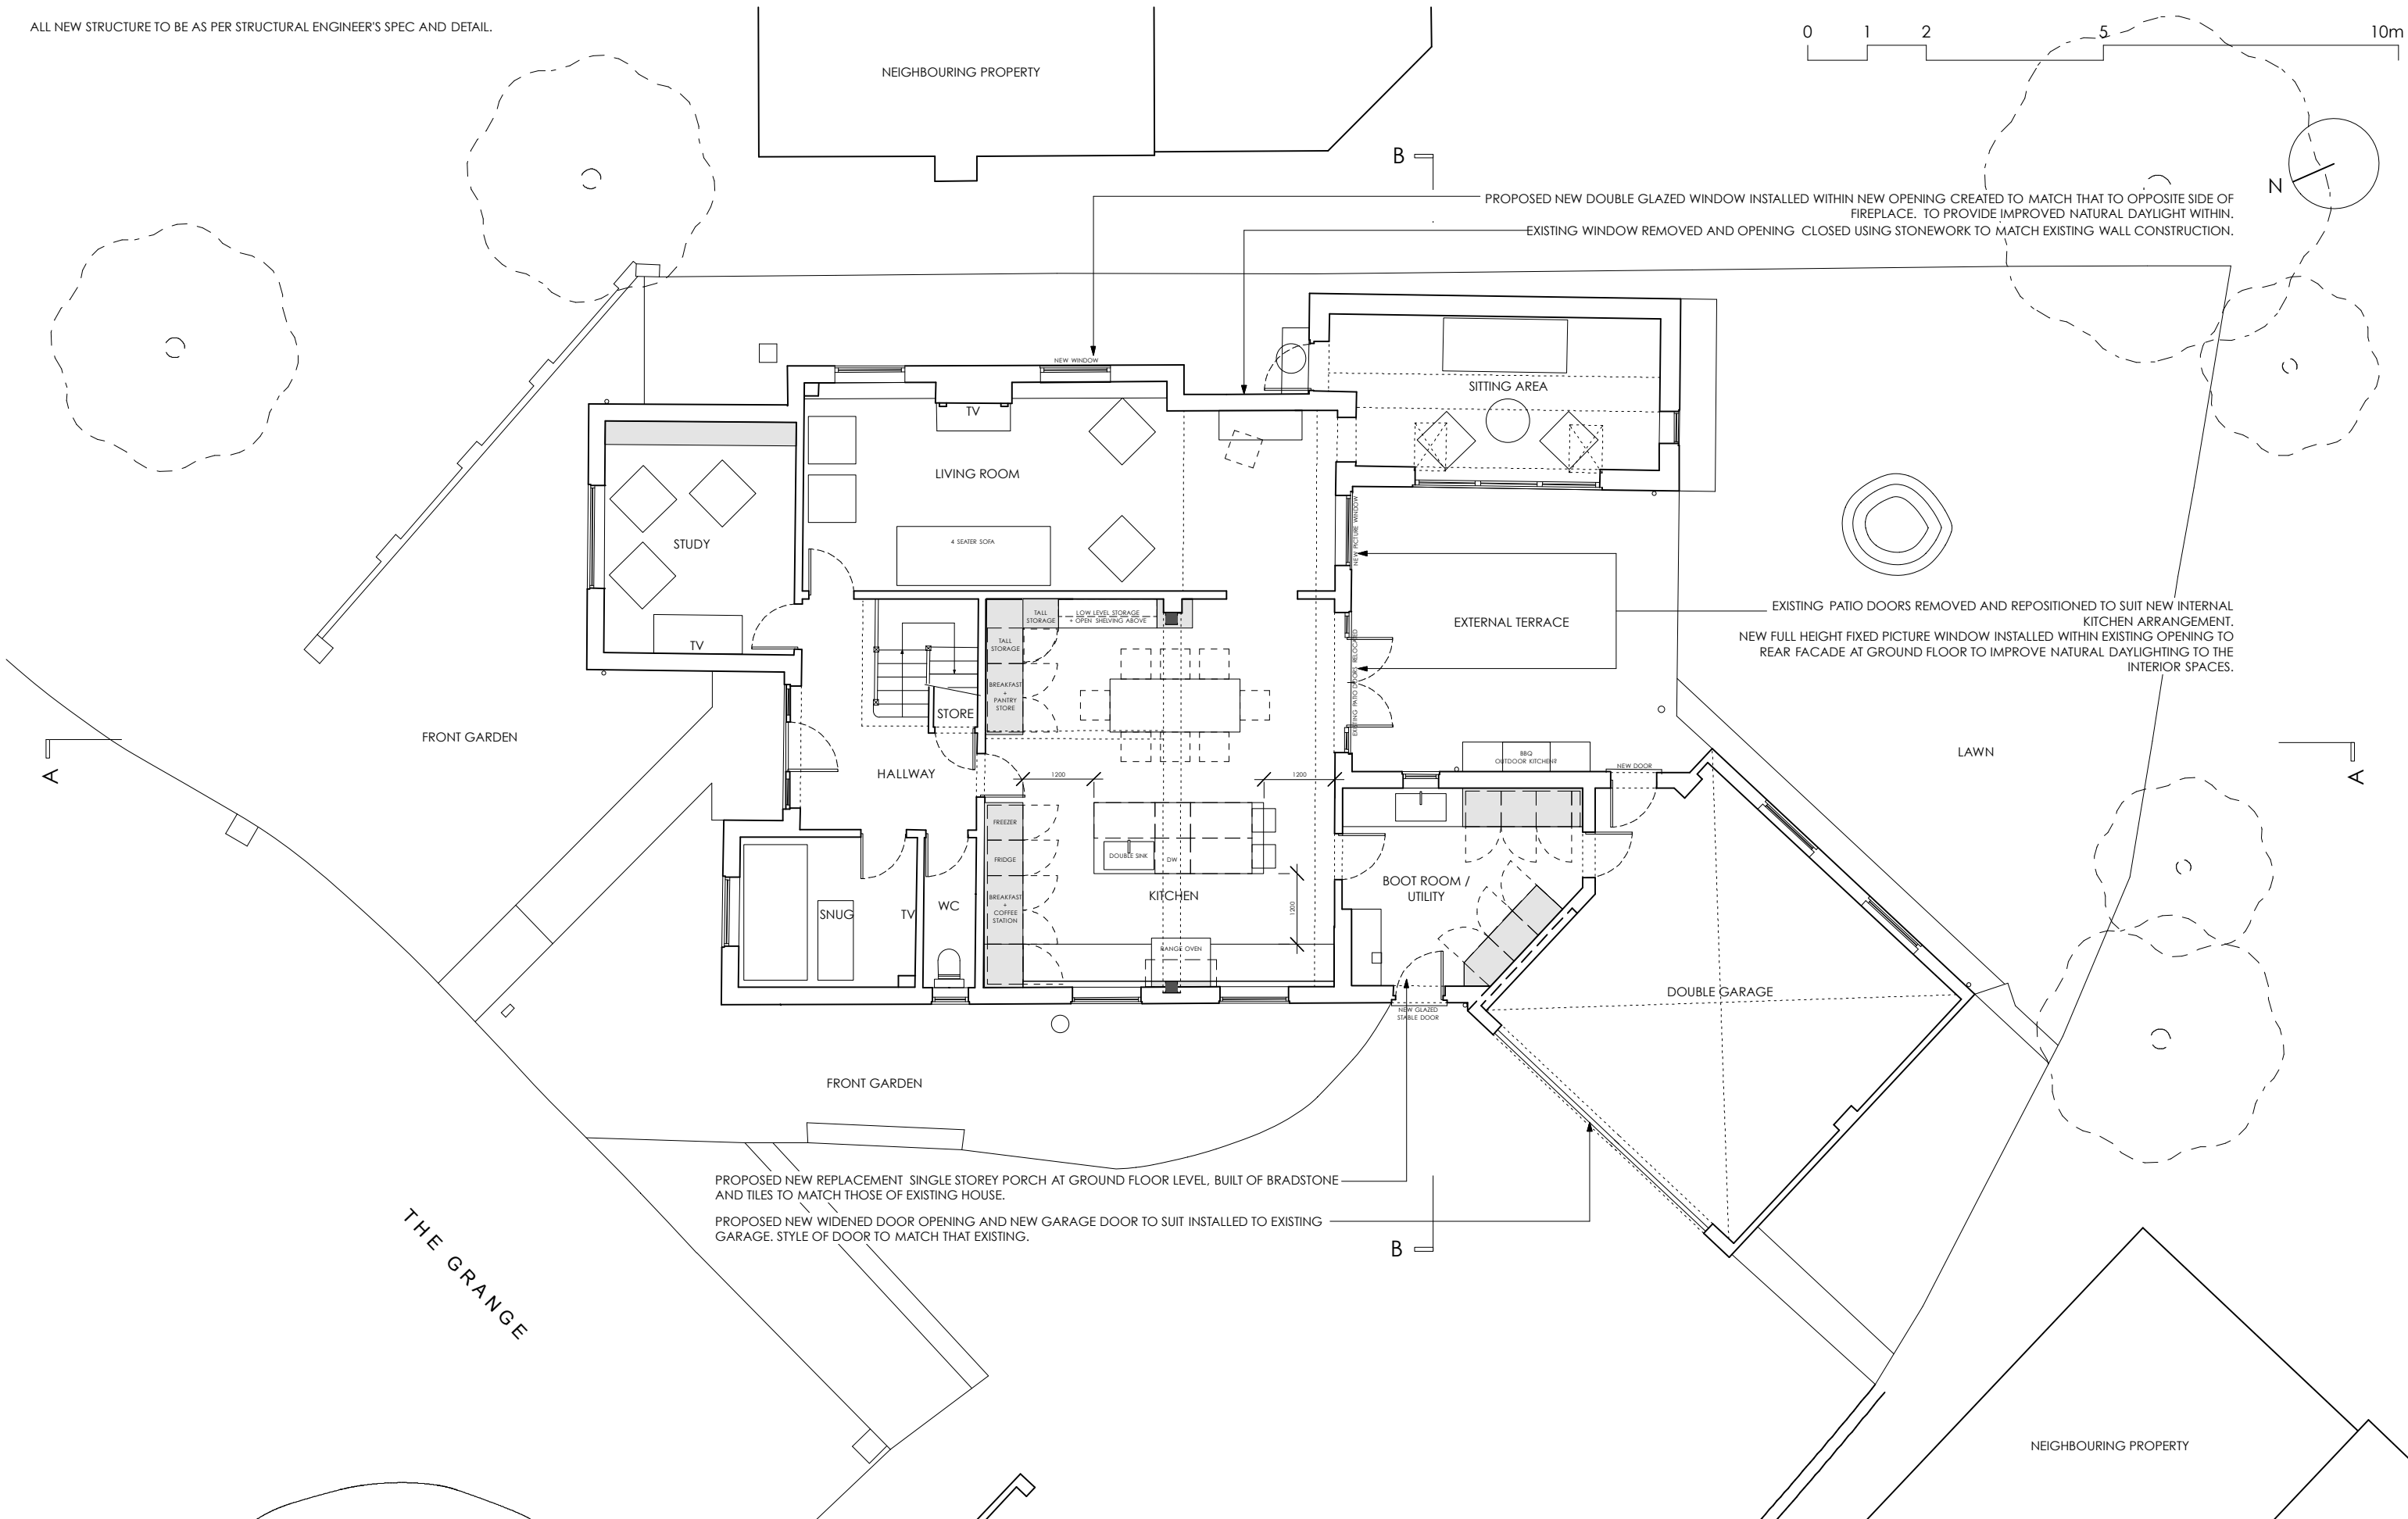 ALL NEW STRUCTURE TO BE AS PER STRUCTURAL ENGINEER'S SPEC AND DETAIL.
0 1 2 5 10m
NEIGHBOURING PROPERTY
B
N
PROPOSED NEW DOUBLE GLAZED WINDOW INSTALLED WITHIN NEW OPENING CREATED TO MATCH THAT TO OPPOSITE SIDE OF
FIREPLACE. TO PROVIDE IMPROVED NATURAL DAYLIGHT WITHIN.
EXISTING WINDOW REMOVED AND OPENING CLOSED USING STONEWORK TO MATCH EXISTING WALL CONSTRUCTION.
NEW WINDOW
SITTING AREA
TV
LIVING ROOM
NEW PICTURE WINDOW
STUDY
4 SEATER SOFA
EXISTING PATIO DOORS REMOVED AND REPOSITIONED TO SUIT NEW INTERNAL
KITCHEN ARRANGEMENT.
NEW FULL HEIGHT FIXED PICTURE WINDOW INSTALLED WITHIN EXISTING OPENING TO
REAR FACADE AT GROUND FLOOR TO IMPROVE NATURAL DAYLIGHTING TO THE
INTERIOR SPACES.
TALL
STORAGE
LOW LEVEL STORAGE
+ OPEN SHELVING ABOVE
EXTERNAL TERRACE
TV
TALL
STORAGE
BREAKFAST
+
PANTRY
STORE
EXISTING PATIO DOORS RELOCATED
STORE
FRONT GARDEN
A
HALLWAY
1200
1200
BBQ
OUTDOOR KITCHEN?
NEW DOOR
LAWN
A
FREEZER
FRIDGE
DOUBLE SINK
DW
BREAKFAST
+
COFFEE
STATION
KITCHEN
1200
BOOT ROOM /
UTILITY
SNUG
TV
WC
RANGE OVEN
DOUBLE GARAGE
NEW GLAZED
STABLE DOOR
FRONT GARDEN
PROPOSED NEW REPLACEMENT SINGLE STOREY PORCH AT GROUND FLOOR LEVEL, BUILT OF BRADSTONE
AND TILES TO MATCH THOSE OF EXISTING HOUSE.
PROPOSED NEW WIDENED DOOR OPENING AND NEW GARAGE DOOR TO SUIT INSTALLED TO EXISTING
GARAGE. STYLE OF DOOR TO MATCH THAT EXISTING.
B
THE GRANGE
NEIGHBOURING PROPERTY